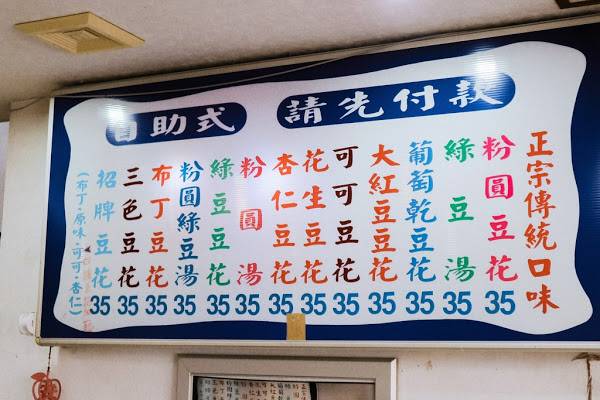 自助式 請先付款
正宗傳統口味
粉圓豆花 35
綠豆湯 35
葡萄乾豆花 35
大紅豆豆花 35
可可豆花 35
花生豆花 35
杏仁豆花 35
粉圓湯 35
綠豆豆花 35
粉圓綠豆湯 35
布丁豆花 35
三色豆花 35
招牌豆花 35
(布丁·原味·可可·杏仁)